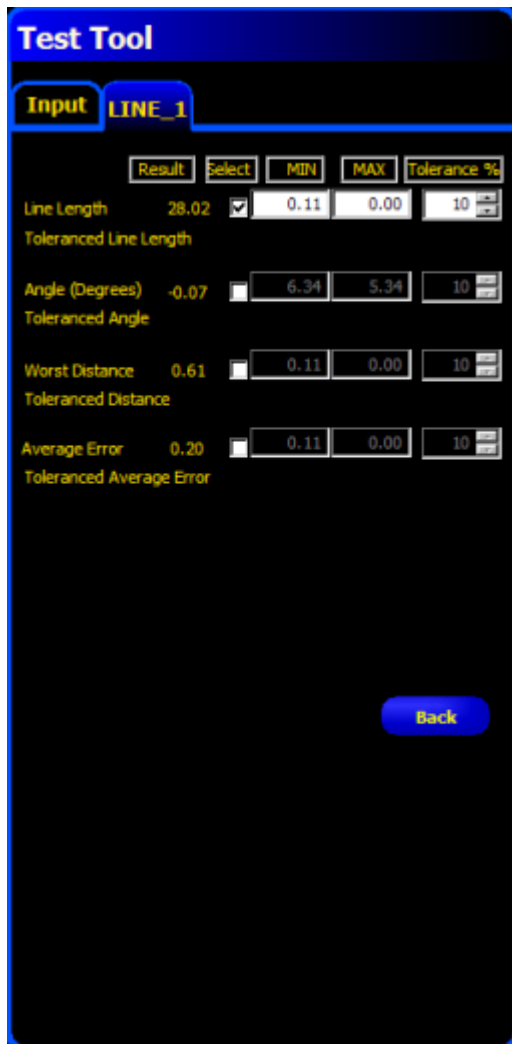 Test Tool
Input LINE_1
Result Select MIN MAX Tolerance %
Line Length 28.02 0.11 0.00 10
Toleranced Line Length
Angle (Degrees) -0.07 6.34 5.34 10
Toleranced Angle
Worst Distance 0.61 0.11 0.00 10
Toleranced Distance
Average Error 0.20 0.11 0.00 10
Toleranced Average Error
Back